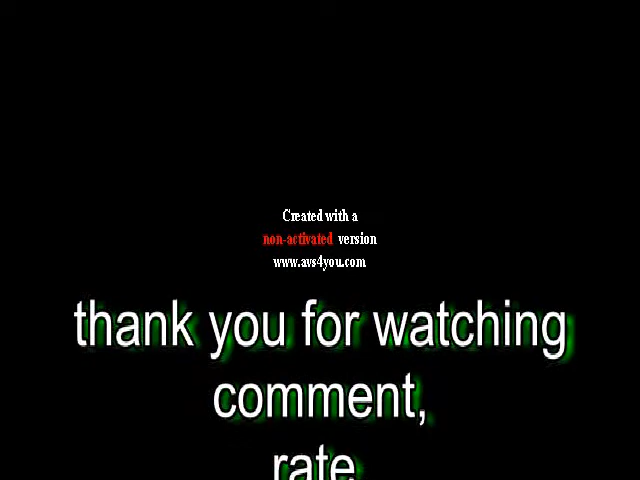 Created with a
non-activated version
www.avs4you.com
thank you for watching
comment,
rate